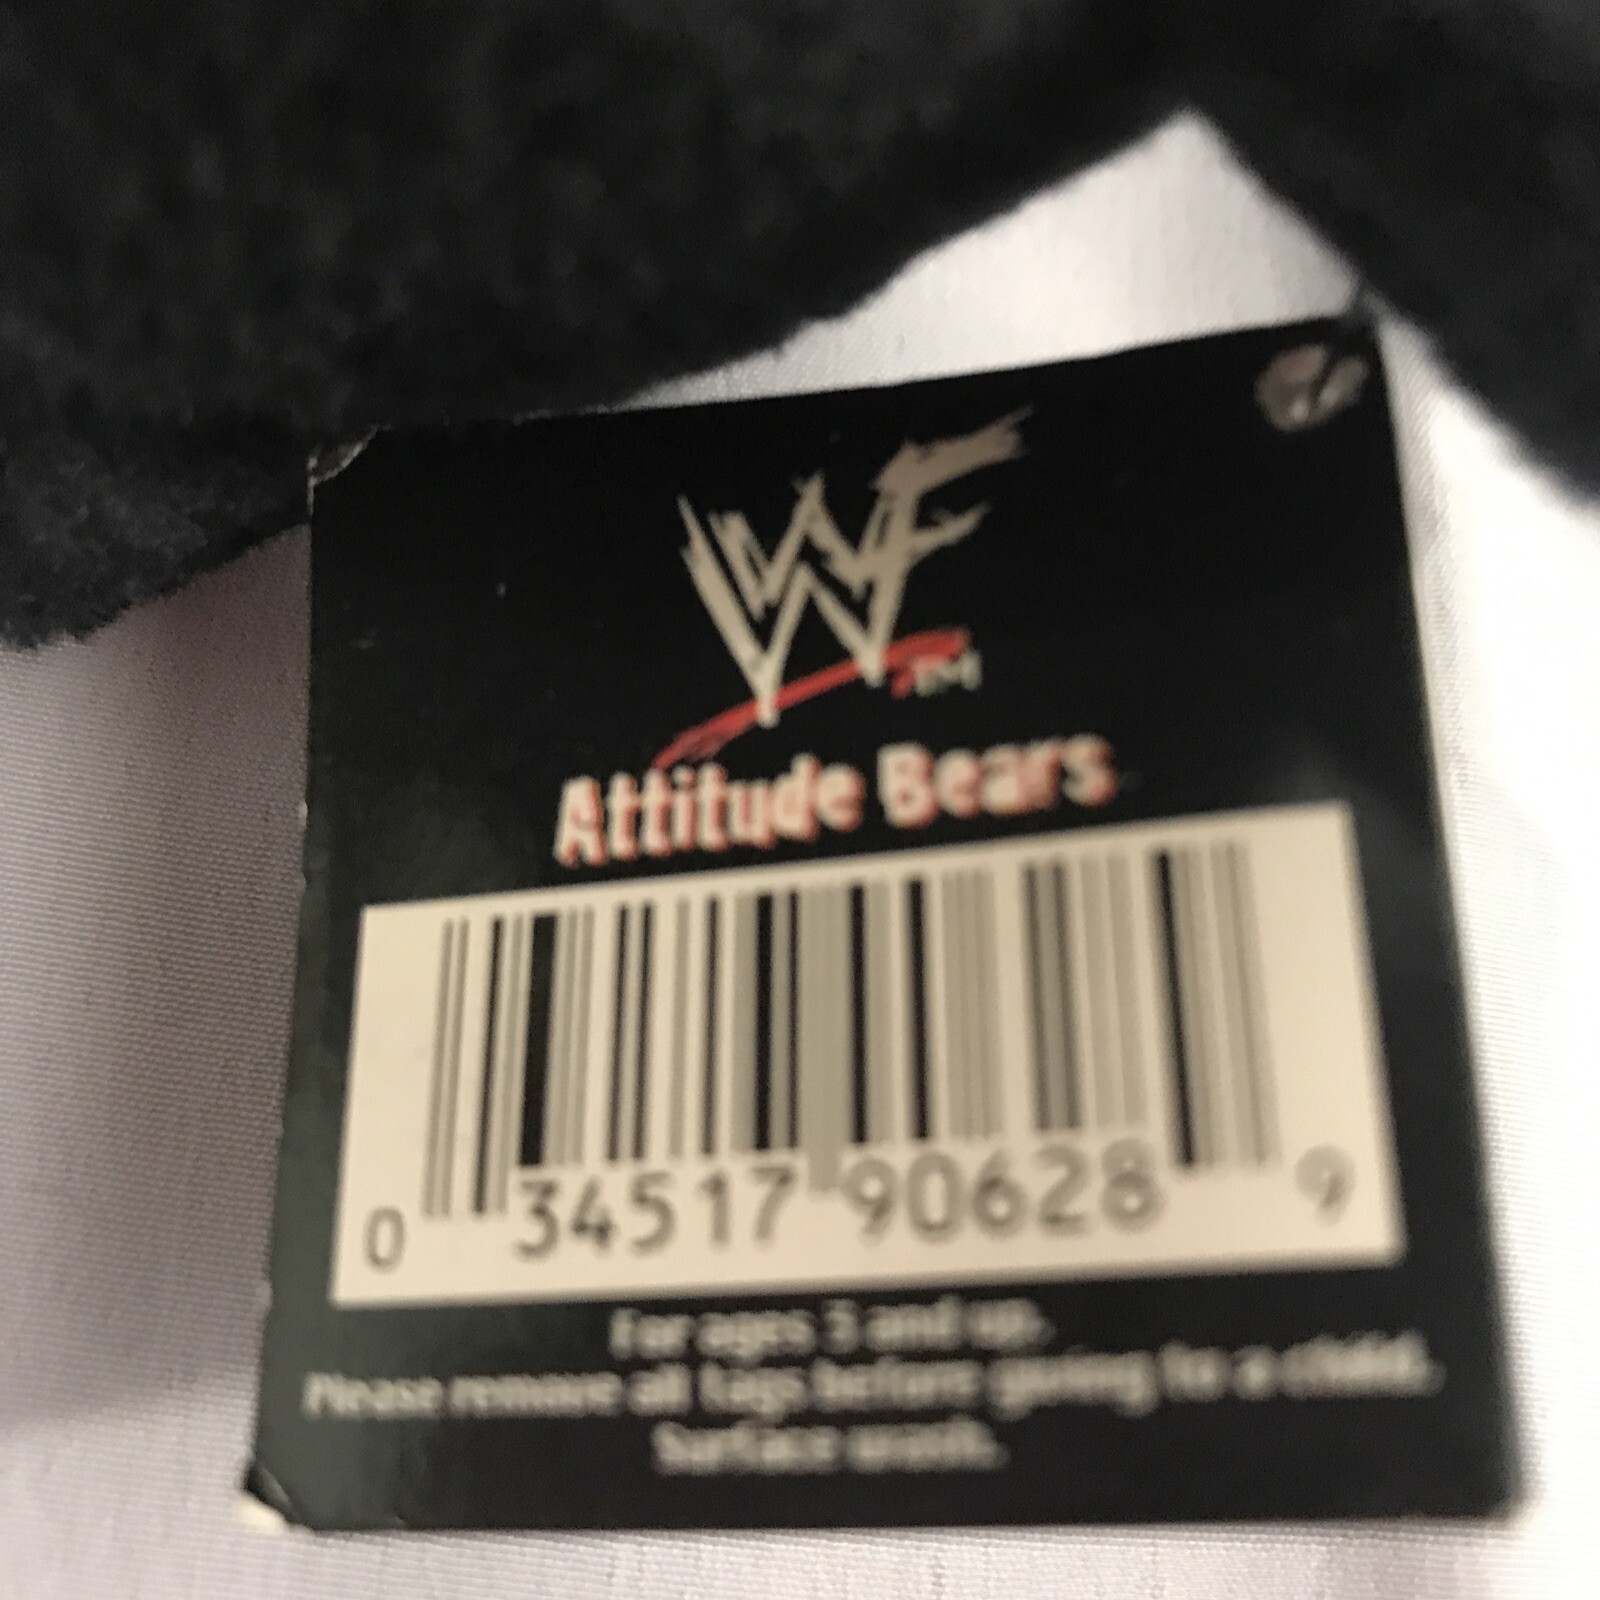 WF
TM
Attitude Bears
0 34517 90628 9
For ages 3 and up.
Please remove all tags before giving to a child.
Surface wash.